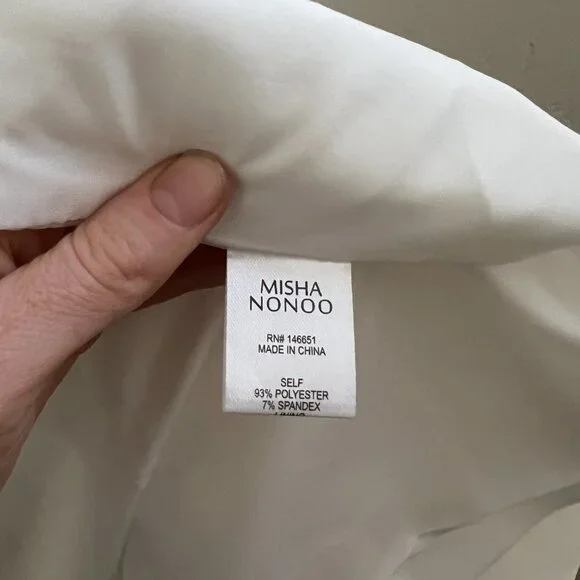 MISHA
NONOO
RN# 146651
MADE IN CHINA
SELF
93% POLYESTER
7% SPANDEX